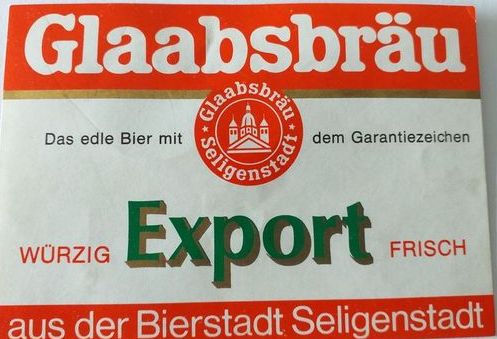 Glaabsbräu
Glaabsbräu
Das edle Bier mit
dem Garantiezeichen
Seligenstadt
WÜRZIG
Export
FRISCH
aus der Bierstadt Seligenstadt